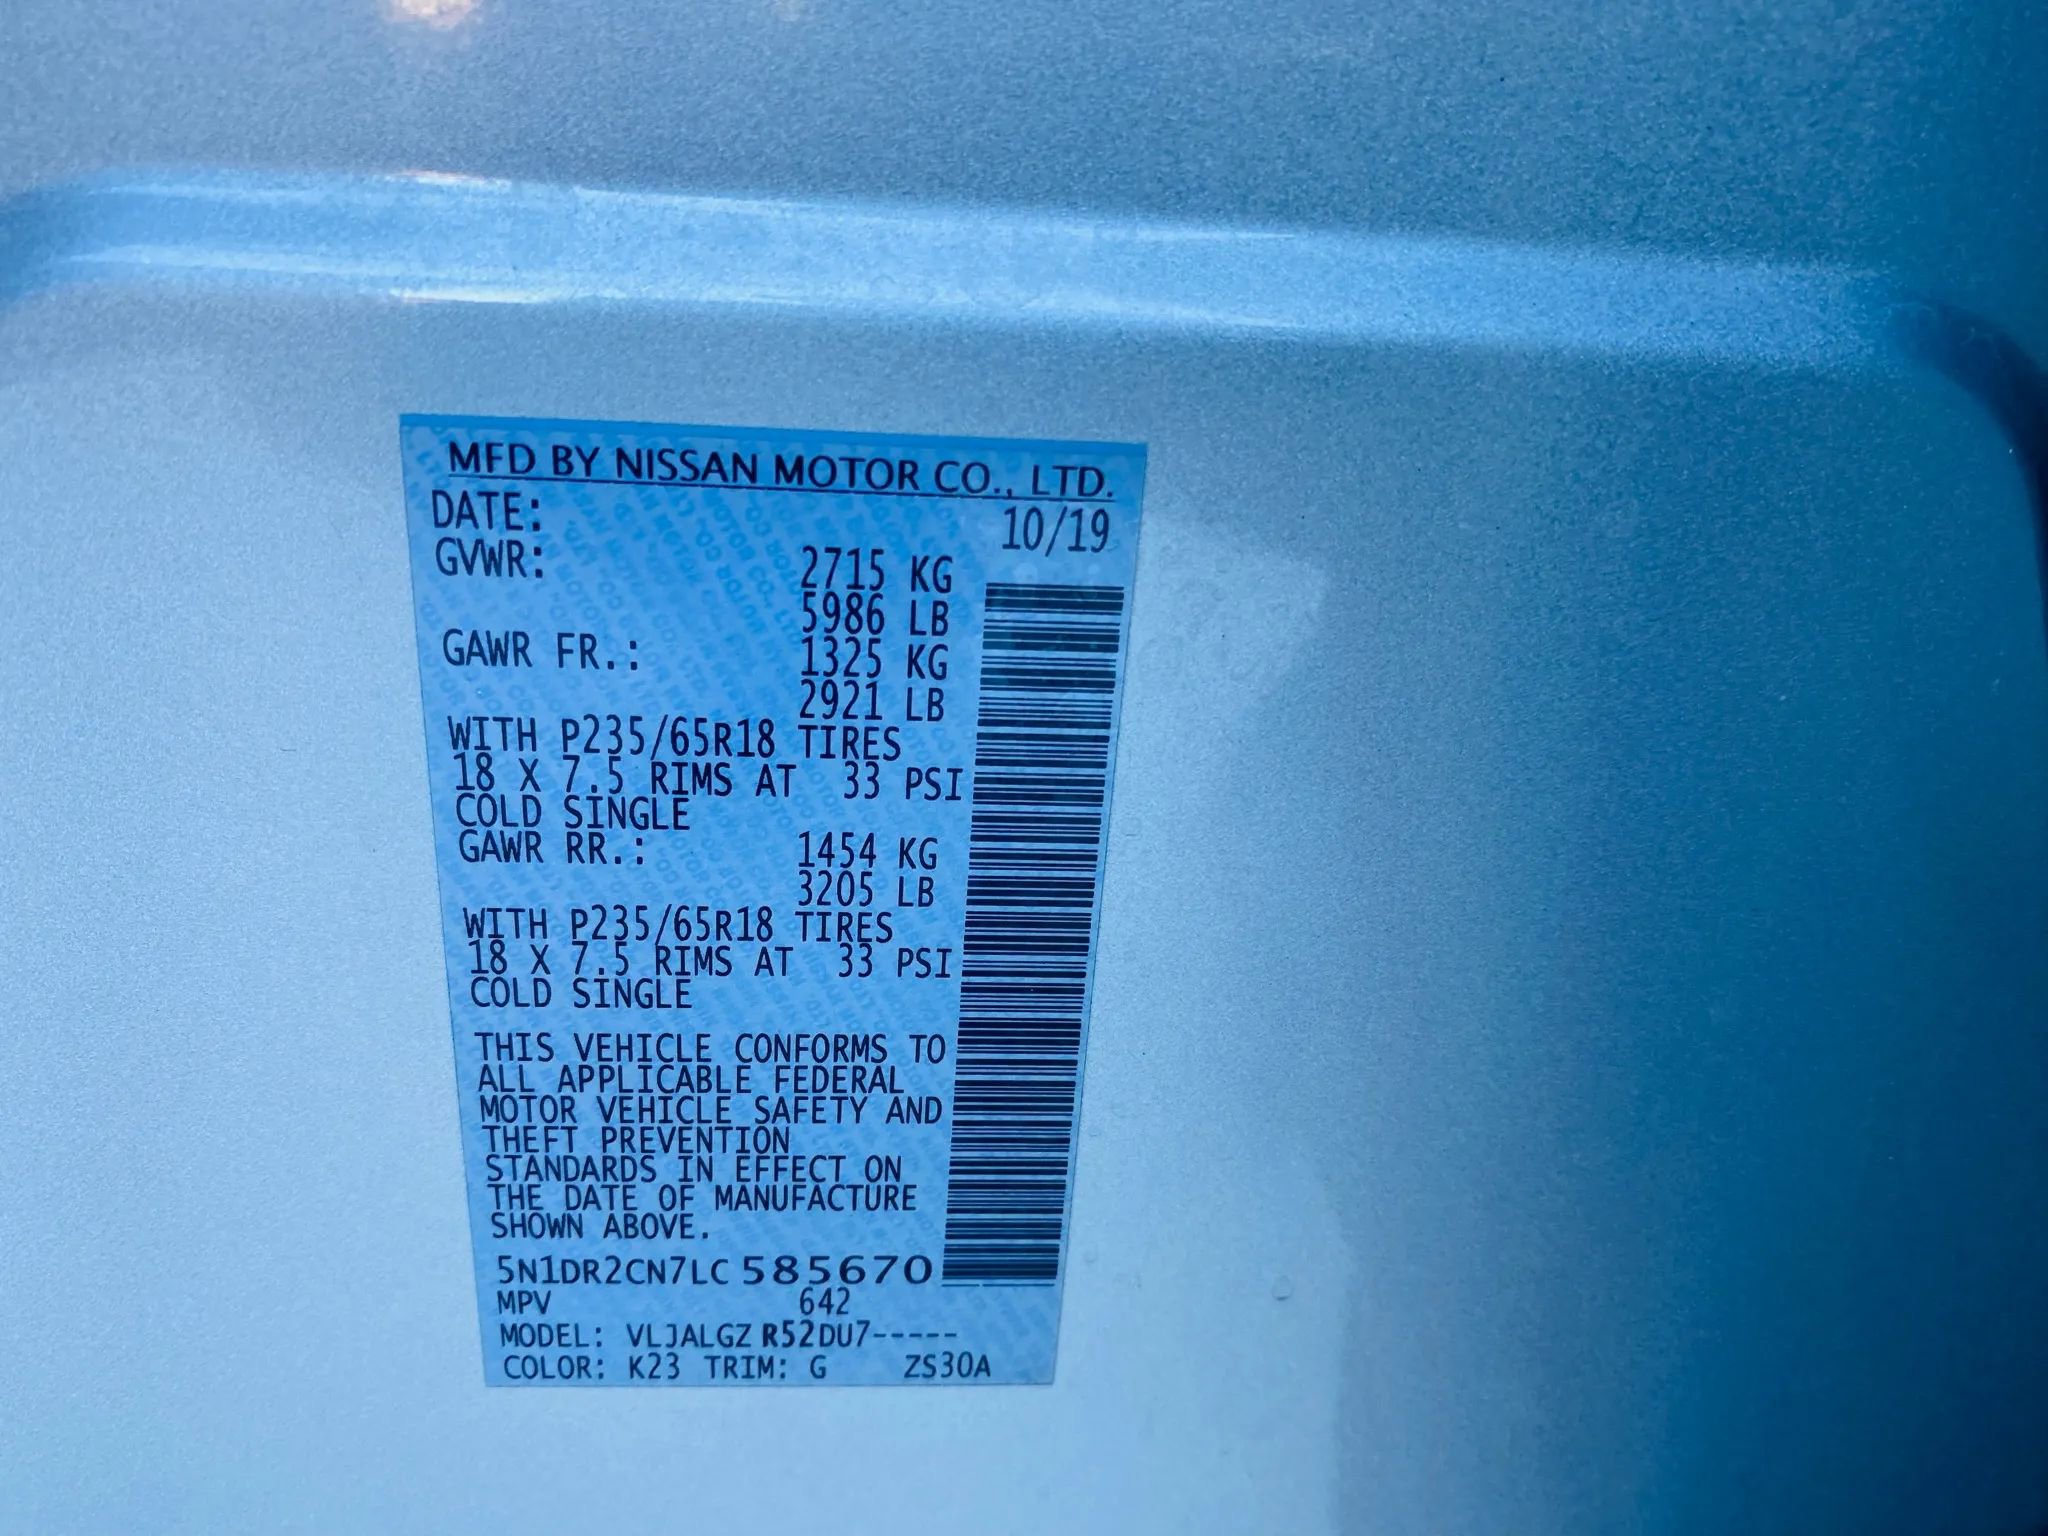 MFD BY NISSAN MOTOR CO., LTD.
DATE: 10/19
GVWR: 2715 KG
5986 LB
GAWR FR.: 1325 KG
2921 LB
WITH P235/65R18 TIRES
18 X 7.5 RIMS AT 33 PSI
COLD SINGLE
GAWR RR.: 1454 KG
3205 LB
WITH P235/65R18 TIRES
18 X 7.5 RIMS AT 33 PSI
COLD SINGLE
THIS VEHICLE CONFORMS TO
ALL APPLICABLE FEDERAL
MOTOR VEHICLE SAFETY AND
THEFT PREVENTION
STANDARDS IN EFFECT ON
THE DATE OF MANUFACTURE
SHOWN ABOVE.
5N1DR2CN7LC 585670
MPV 642
MODEL: VLJALGZ R52DU7-----
COLOR: K23 TRIM: G ZS30A